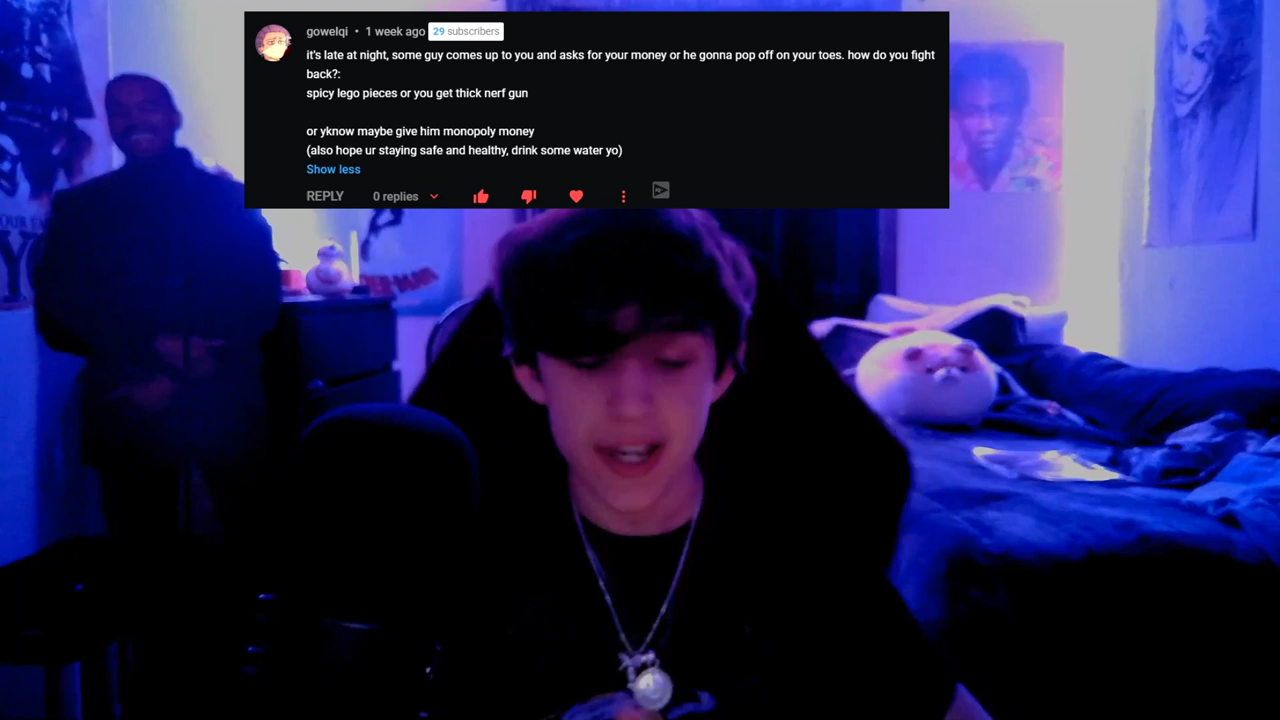 gowelqi • 1 week ago 29 subscribers
it's late at night, some guy comes up to you and asks for your money or he gonna pop off on your toes. how do you fight
back?:
spicy lego pieces or you get thick nerf gun
or yknow maybe give him monopoly money
(also hope ur staying safe and healthy, drink some water yo)
Show less
REPLY 0 replies
OUR
Y